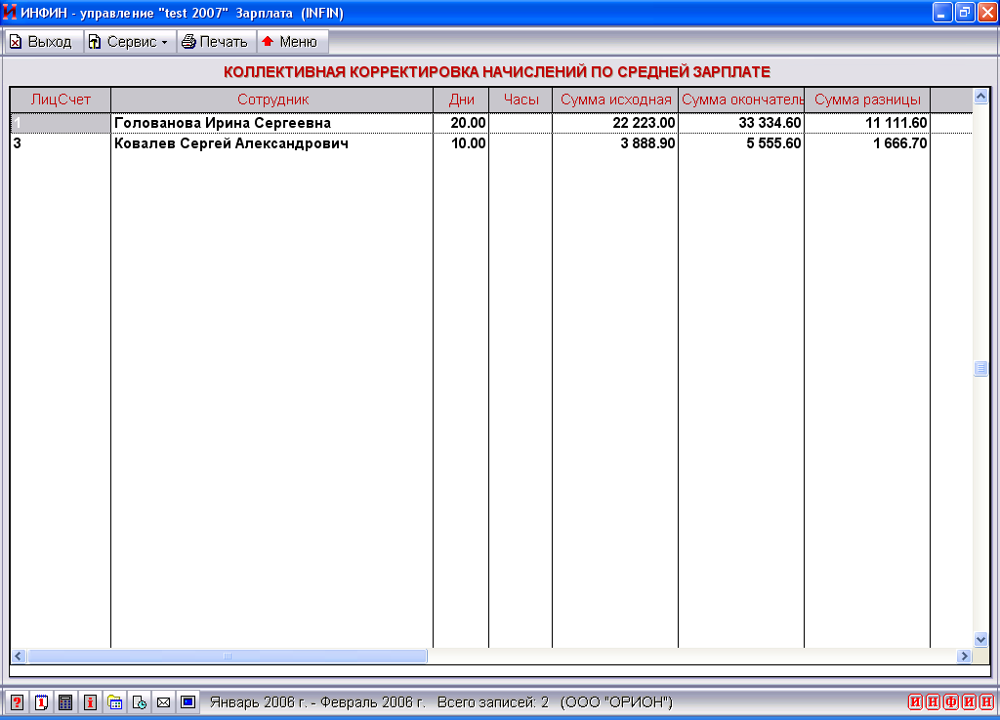 ИНФИН - управление "test 2007" Зарплата (INFIN)
Выход Сервис Печать Меню
КОЛЛЕКТИВНАЯ КОРРЕКТИРОВКА НАЧИСЛЕНИЙ ПО СРЕДНЕЙ ЗАРПЛАТЕ
ЛицСчет Сотрудник Дни Часы Сумма исходная Сумма окончатель Сумма разницы
1 Голованова Ирина Сергеевна 20.00 22 223.00 33 334.60 11 111.60
3 Ковалев Сергей Александрович 10.00 3 888.90 5 555.60 1 666.70
Январь 2006 г. - Февраль 2006 г. Всего записей: 2 (ООО "ОРИОН")
ИНФИН